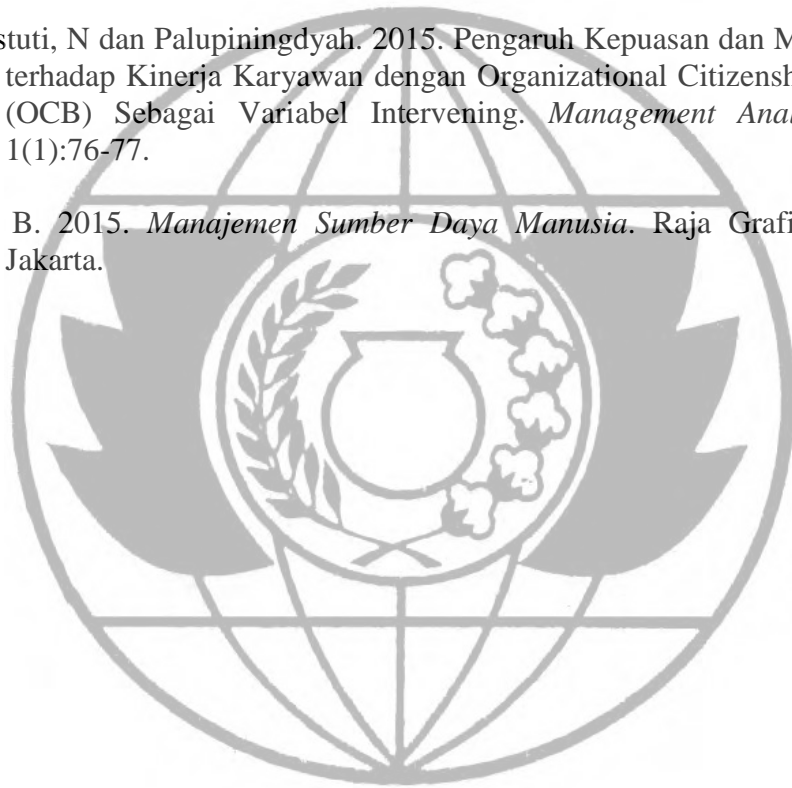 stuti, N dan Palupiningdyah. 2015. Pengaruh Kepuasan dan M
terhadap Kinerja Karyawan dengan Organizational Citizensh
(OCB) Sebagai Variabel Intervening. Management Anal
1(1):76-77.
B. 2015. Manajemen Sumber Daya Manusia. Raja Grafi
Jakarta.